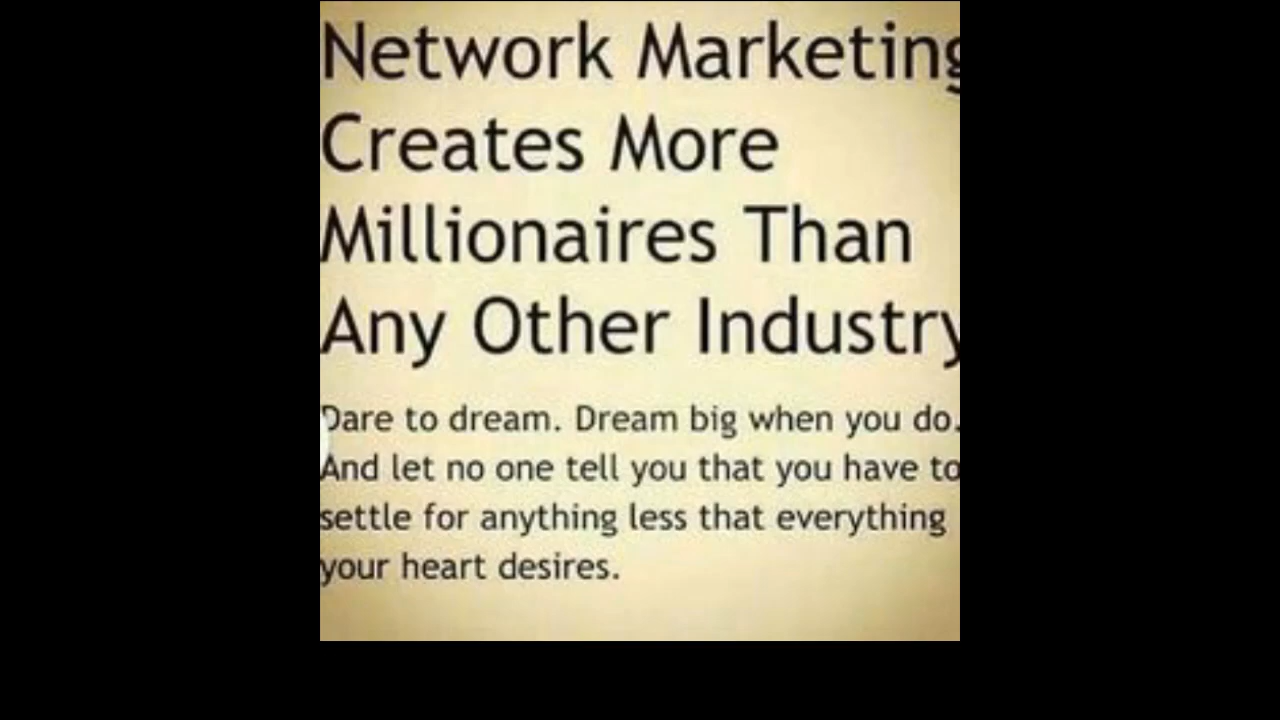 Network Marketing
Creates More
Millionaires Than
Any Other Industry
Dare to dream. Dream big when you do.
And let no one tell you that you have to
settle for anything less that everything
your heart desires.